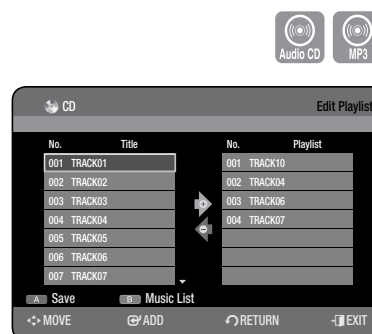 Audio CD MP3
CD Edit Playlist
No. Title No. Playlist
001 TRACK01 001 TRACK10
002 TRACK02 002 TRACK04
003 TRACK03 003 TRACK06
004 TRACK04 004 TRACK07
005 TRACK05
006 TRACK06
007 TRACK07
A Save B Music List
MOVE ADD RETURN EXIT